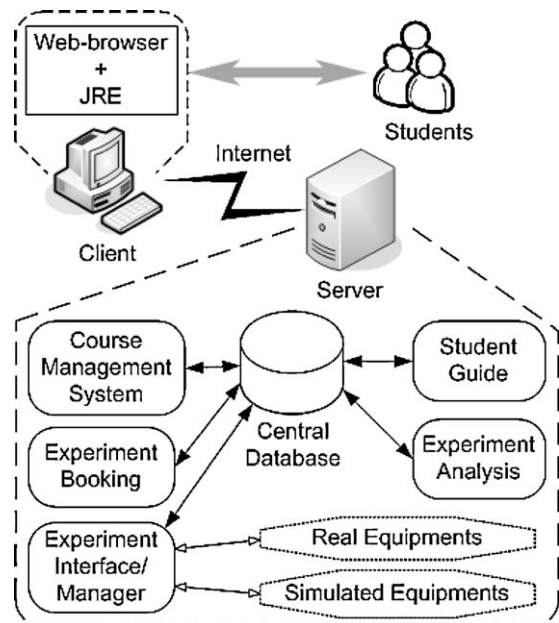 Web-browser
+
JRE
Students
Internet
Client
Server
Course
Management
System
Student
Guide
Central
Database
Experiment
Booking
Experiment
Analysis
Experiment
Interface/
Manager
Real Equipments
Simulated Equipments